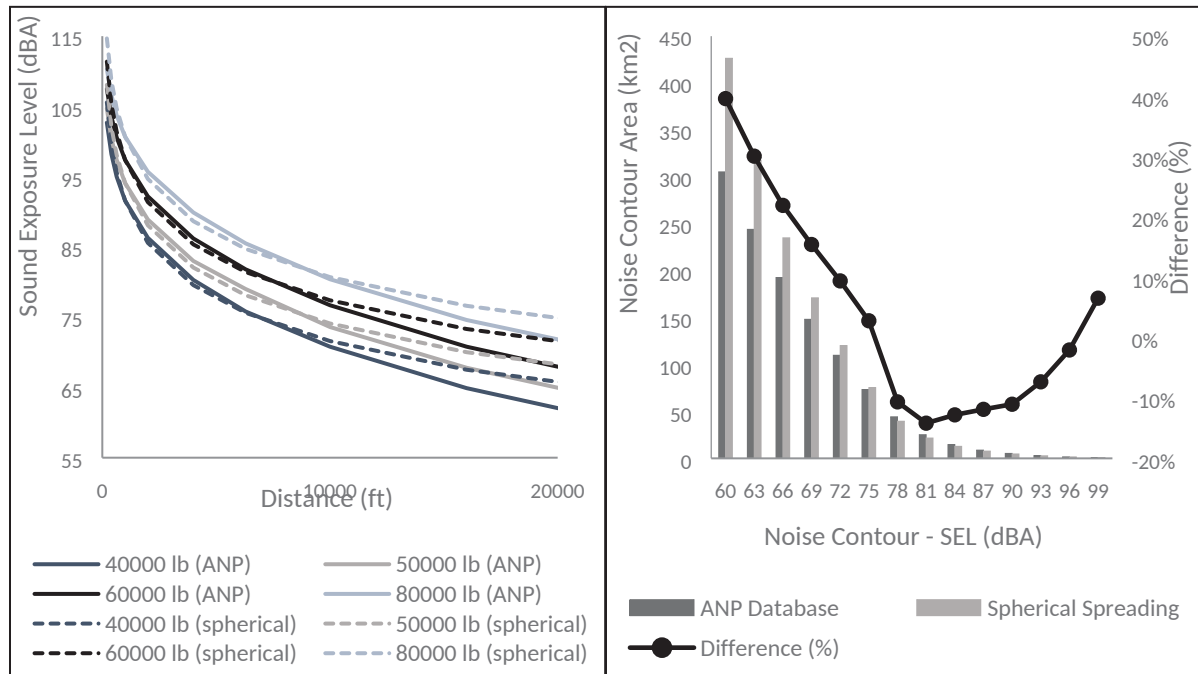 Sound Exposure Level (dBA)
115
105
95
85
75
65
55
0 10000 20000
Distance (ft)
40000 lb (ANP) 50000 lb (ANP)
60000 lb (ANP) 80000 lb (ANP)
40000 lb (spherical) 50000 lb (spherical)
60000 lb (spherical) 80000 lb (spherical)
Noise Contour Area (km2)
450
400
350
300
250
200
150
100
50
0
50%
40%
30%
20%
10%
0%
-10%
-20%
Difference (%)
60 63 66 69 72 75 78 81 84 87 90 93 96 99
Noise Contour - SEL (dBA)
ANP Database Spherical Spreading
Difference (%)